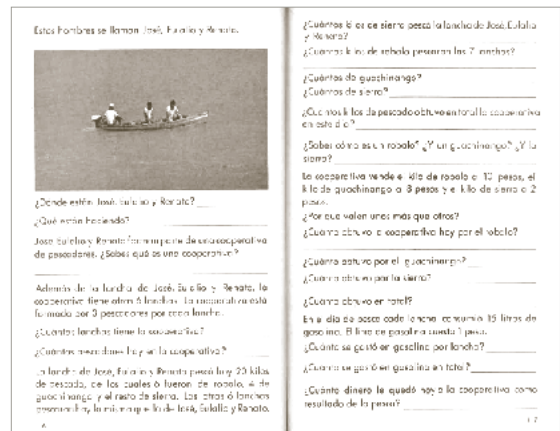 Estos hombres se llaman José, Eulalio y Renato.
¿Dónde están José, Eulalio y Renato?
¿Qué están haciendo?
José, Eulalio y Renato forman parte de una cooperativa
de pescadores. ¿Sabes qué es una cooperativa?
Además de la lancha de José, Eulalio y Renato, la
cooperativa tiene otras 6 lanchas. La cooperativa está
formada por 3 pescadores por cada lancha.
¿Cuántas lanchas tiene la cooperativa?
¿Cuántos pescadores hay en la cooperativa?
La lancha de José, Eulalio y Renato pescó hoy 20 kilos
de pescado, de los cuales 6 fueron de robalo, 4 de
guachinango y el resto de sierra. Las otras 6 lanchas
pescaron hoy lo mismo que la de José, Eulalio y Renato.
¿Cuántos kilos de sierra pescó la lancha de José, Eulalio
y Renato?
¿Cuántos kilos de robalo pescaron las 7 lanchas?
¿Cuántos de guachinango?
¿Cuántos de sierra?
¿Cuántos kilos de pescado obtuvo en total la cooperativa
en este día?
¿Sabes cómo es un robalo? ¿Y un guachinango? ¿Y la
sierra?
La cooperativa vende el kilo de robalo a 10 pesos, el
kilo de guachinango a 8 pesos y el kilo de sierra a 2
pesos.
¿Por qué valen unos más que otros?
¿Cuánto obtuvo la cooperativa hoy por el robalo?
¿Cuánto obtuvo por el guachinango?
¿Cuánto obtuvo por la sierra?
¿Cuánto obtuvo en total?
En el día de pesca cada lancha consumió 15 litros de
gasolina. El litro de gasolina cuesta 1 peso.
¿Cuánto se gastó en gasolina por lancha?
¿Cuánto se gastó en gasolina en total?
¿Cuánto dinero le quedó hoy a la cooperativa como
resultado de la pesca?